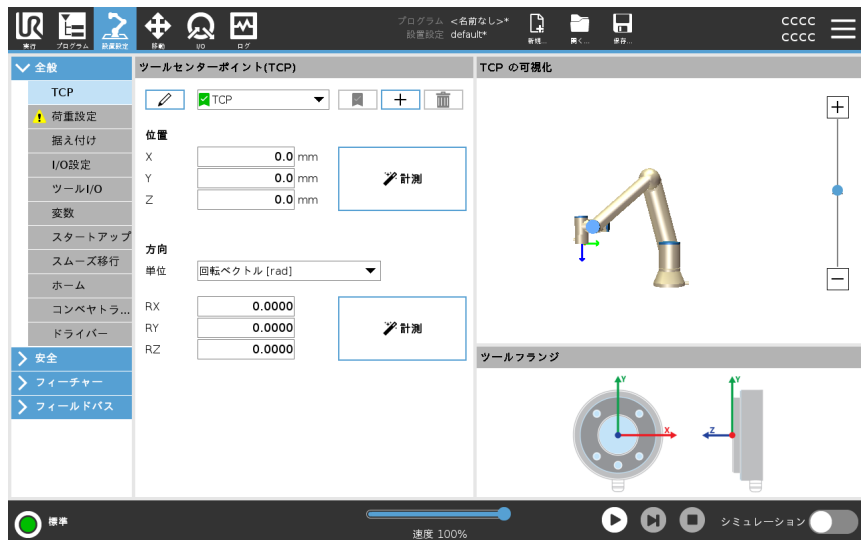 プログラム <名前なし>*
設置設定 default*
cccc
cccc
実行
プログラム
設置設定
移動
I/O
ログ
新規...
開く...
保存...
全般
TCP
荷重設定
据え付け
I/O設定
ツールI/O
変数
スタートアップ
スムーズ移行
ホーム
コンベヤトラ...
ドライバー
安全
フィーチャー
フィールドバス
ツールセンターポイント(TCP)
TCP
位置
X 0.0 mm
Y 0.0 mm
Z 0.0 mm
計測
方向
単位 回転ベクトル [rad]
RX 0.0000
RY 0.0000
RZ 0.0000
計測
TCP の可視化
ツールフランジ
Y
X
Y
Z
標準
速度 100%
シミュレーション